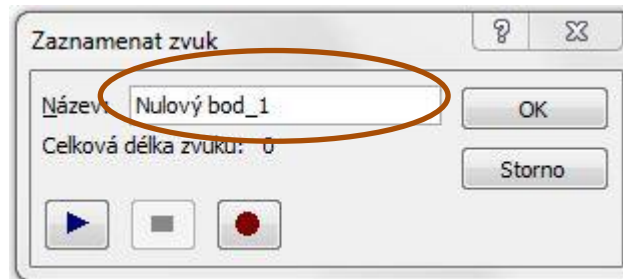 Zaznamenat zvuk
Název: Nulový bod_1
OK
Celková délka zvuku: 0
Storno